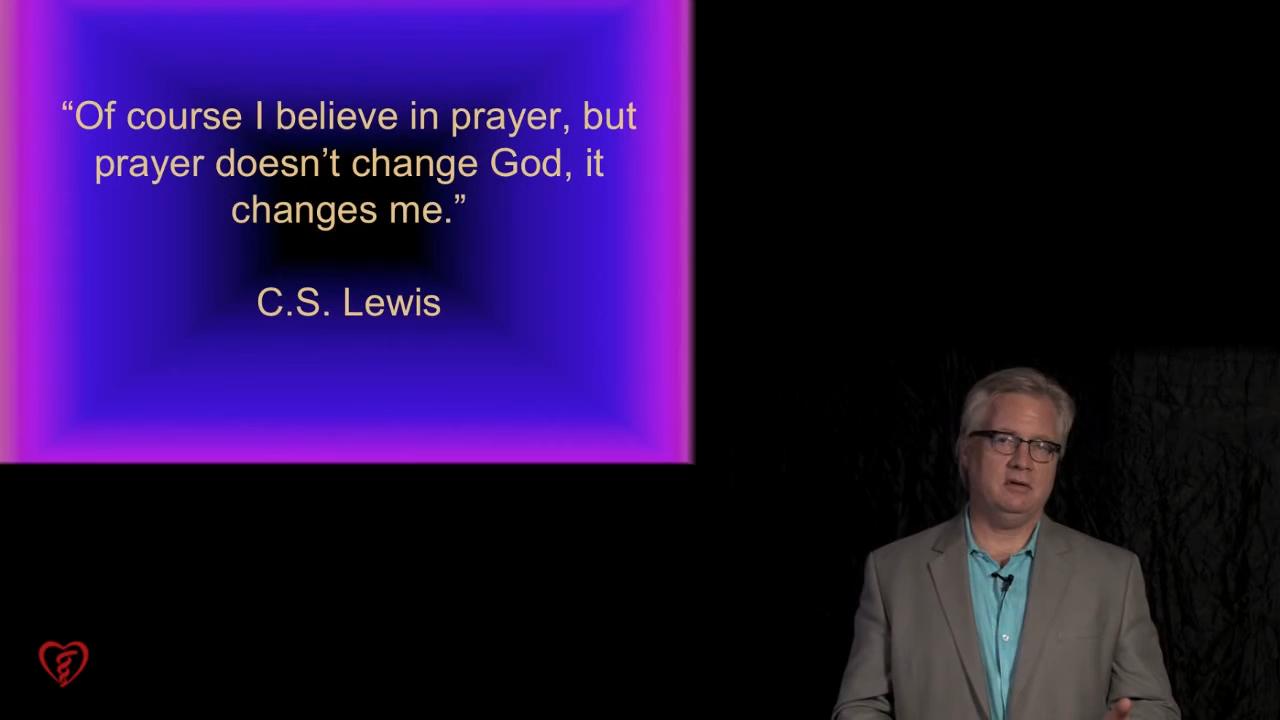 “Of course I believe in prayer, but
prayer doesn’t change God, it
changes me.”
C.S. Lewis